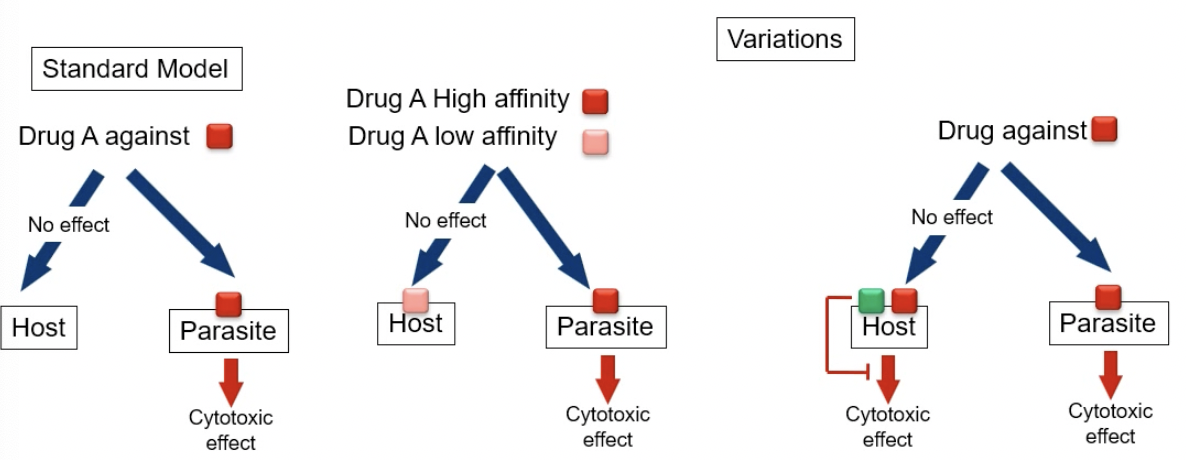 Standard Model
Drug A against
No effect
Host
Parasite
Cytotoxic
effect
Variations
Drug A High affinity
Drug A low affinity
No effect
Host
Parasite
Cytotoxic
effect
Drug against
No effect
Host
Parasite
Cytotoxic
effect
Cytotoxic
effect